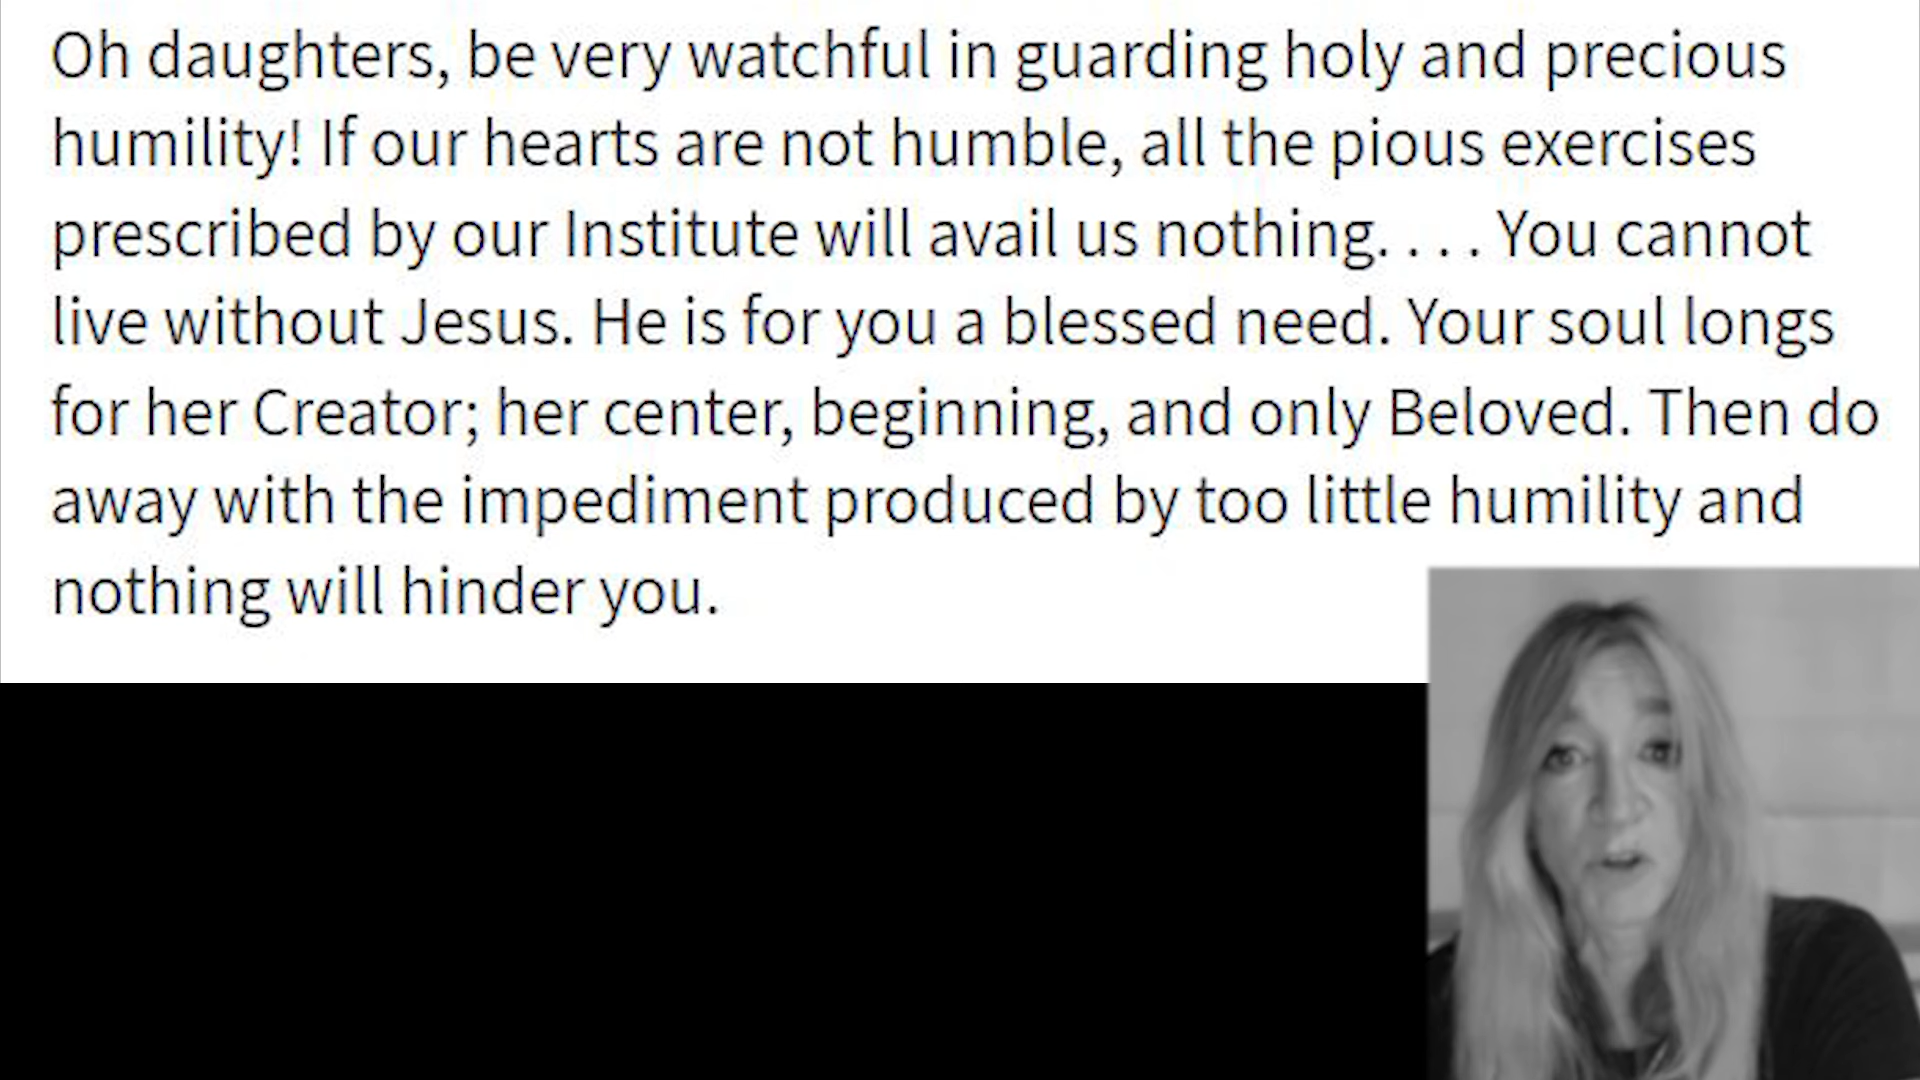 Oh daughters, be very watchful in guarding holy and precious
humility! If our hearts are not humble, all the pious exercises
prescribed by our Institute will avail us nothing. . . . You cannot
live without Jesus. He is for you a blessed need. Your soul longs
for her Creator; her center, beginning, and only Beloved. Then do
away with the impediment produced by too little humility and
nothing will hinder you.